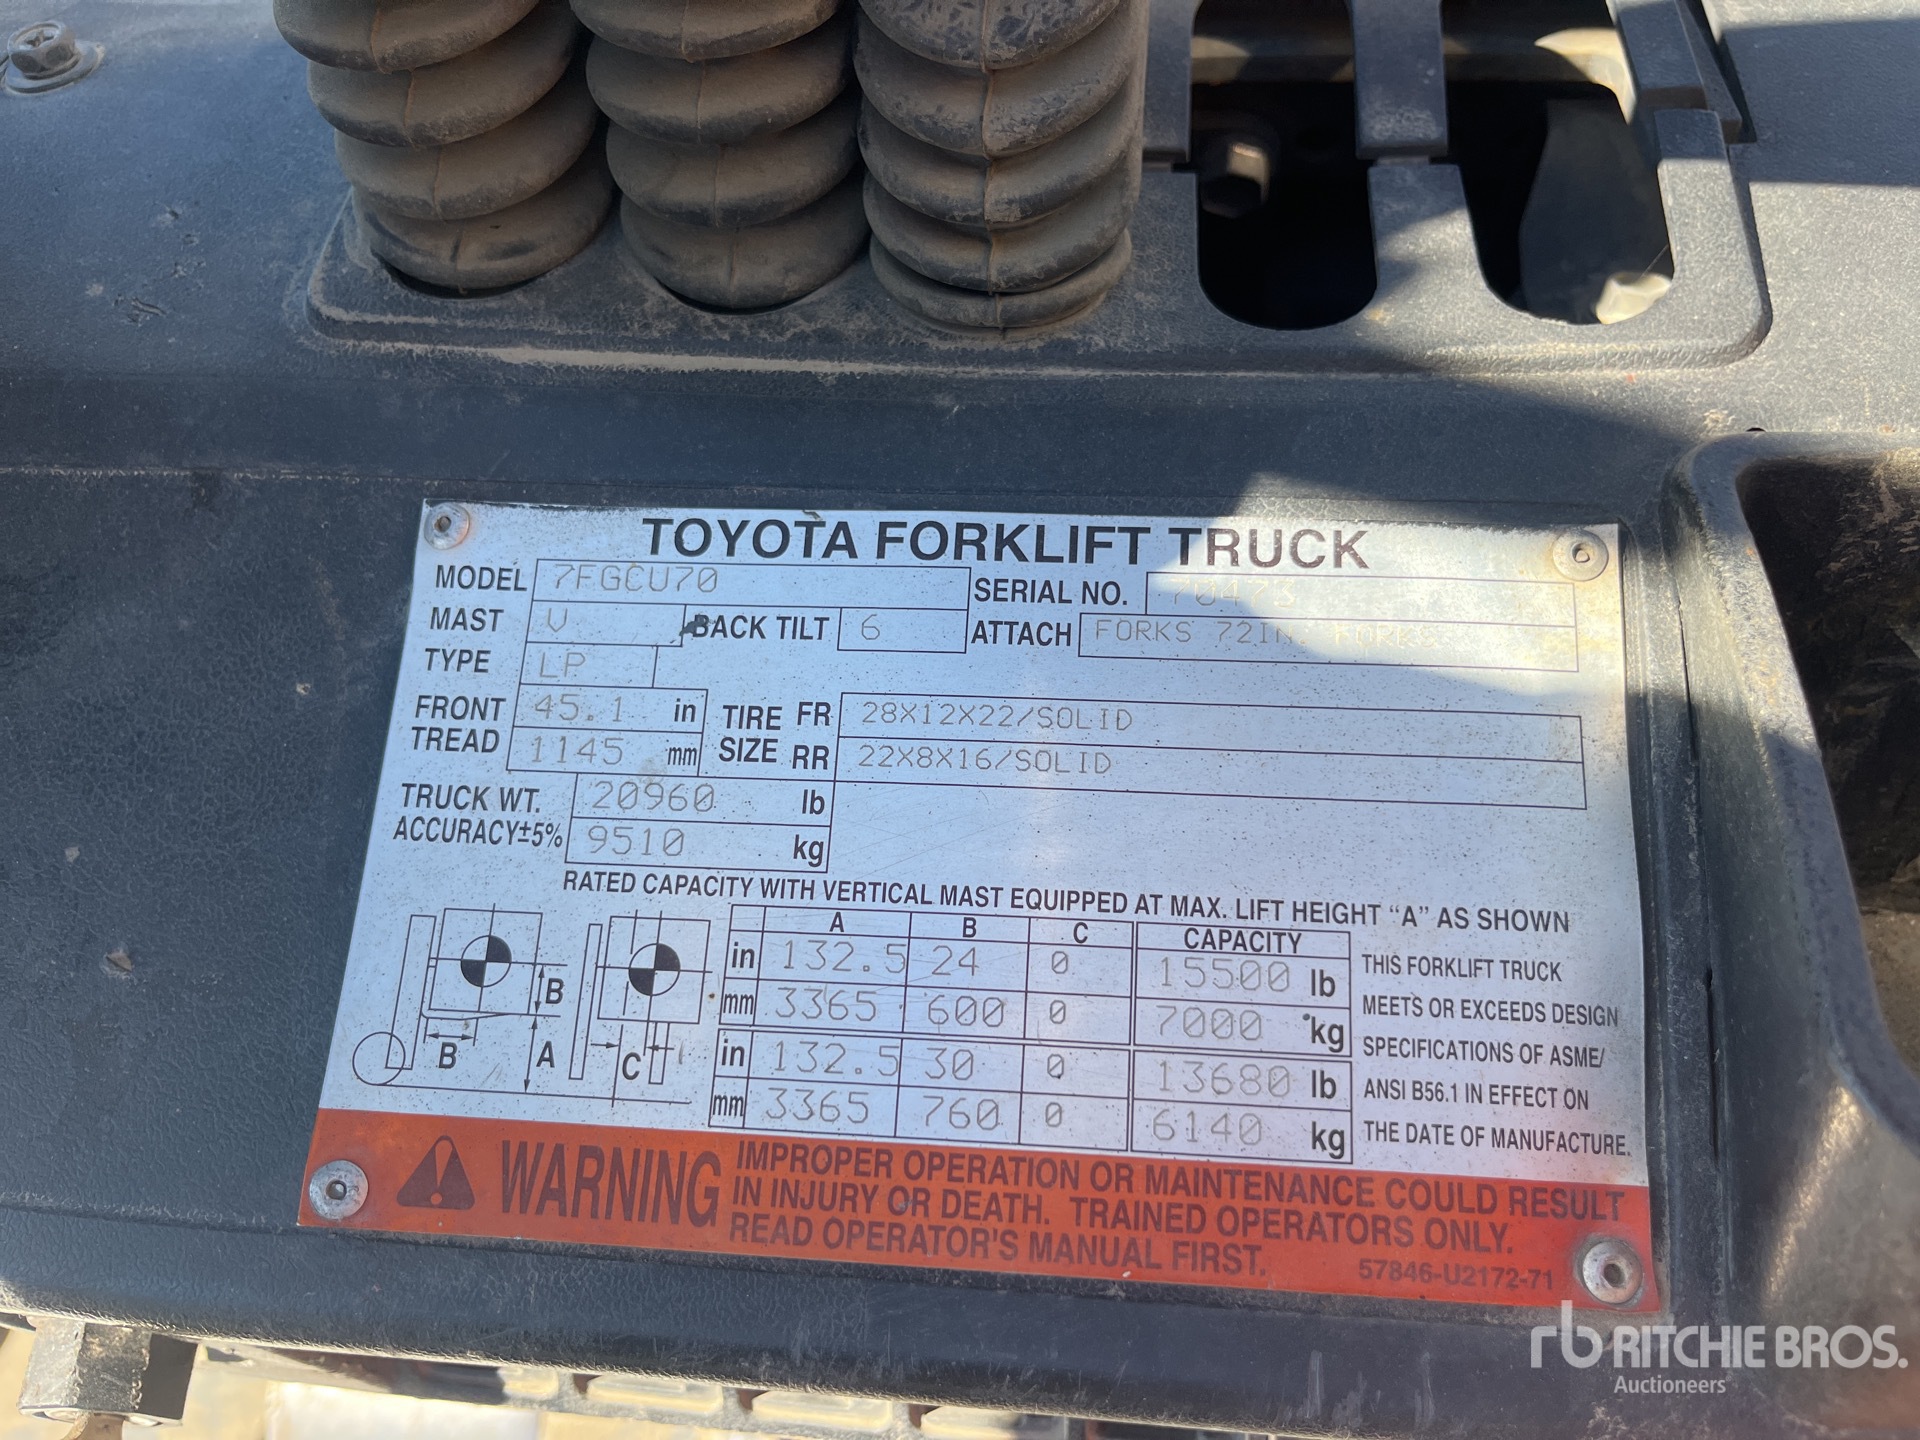 TOYOTA FORKLIFT TRUCK
MODEL 7FGCU70 SERIAL NO. 70473
MAST V BACK TILT 6 ATTACH FORKS 72IN. FORKS
TYPE LP
FRONT TREAD 45.1 in TIRE SIZE FR 28X12X22/SOLID
1145 mm RR 22X8X16/SOLID
TRUCK WT. 20960 lb
ACCURACY±5% 9510 kg
RATED CAPACITY WITH VERTICAL MAST EQUIPPED AT MAX. LIFT HEIGHT "A" AS SHOWN
A B C CAPACITY
in 132.5 24 0 15500 lb
mm 3365 600 0 7000 kg
in 132.5 30 0 13680 lb
mm 3365 760 0 6140 kg
B
B A C
THIS FORKLIFT TRUCK
MEETS OR EXCEEDS DESIGN
SPECIFICATIONS OF ASME/
ANSI B56.1 IN EFFECT ON
THE DATE OF MANUFACTURE.
WARNING
IMPROPER OPERATION OR MAINTENANCE COULD RESULT
IN INJURY OR DEATH. TRAINED OPERATORS ONLY.
READ OPERATOR'S MANUAL FIRST.
57846-U2172-71
rb RITCHIE BROS.
Auctioneers